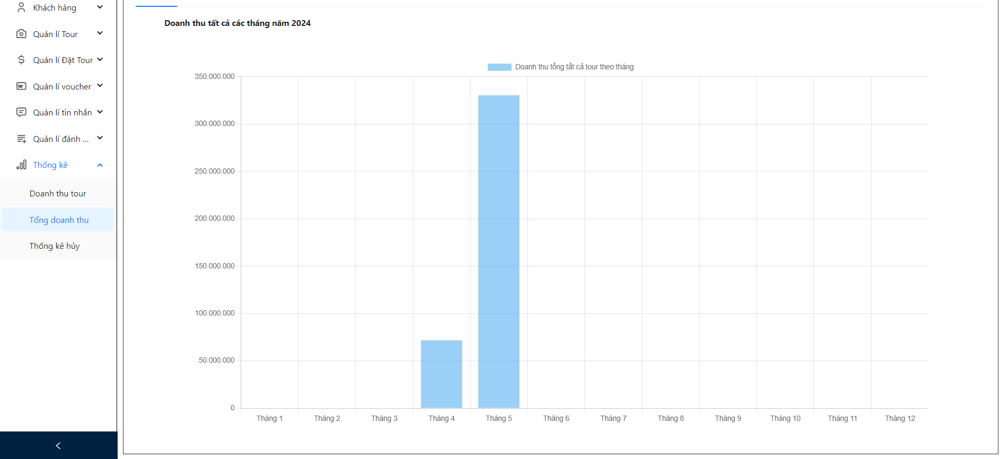 Khách hàng
Quản lí Tour
Quản lí Đặt Tour
Quản lí voucher
Quản lí tin nhắn
Quản lí đánh ...
Thống kê
Doanh thu tour
Tổng doanh thu
Thống kê hủy
Doanh thu tất cả các tháng năm 2024
Doanh thu tổng tất cả tour theo tháng
350.000.000
300.000.000
250.000.000
200.000.000
150.000.000
100.000.000
50.000.000
0
Tháng 1 Tháng 2 Tháng 3 Tháng 4 Tháng 5 Tháng 6 Tháng 7 Tháng 8 Tháng 9 Tháng 10 Tháng 11 Tháng 12